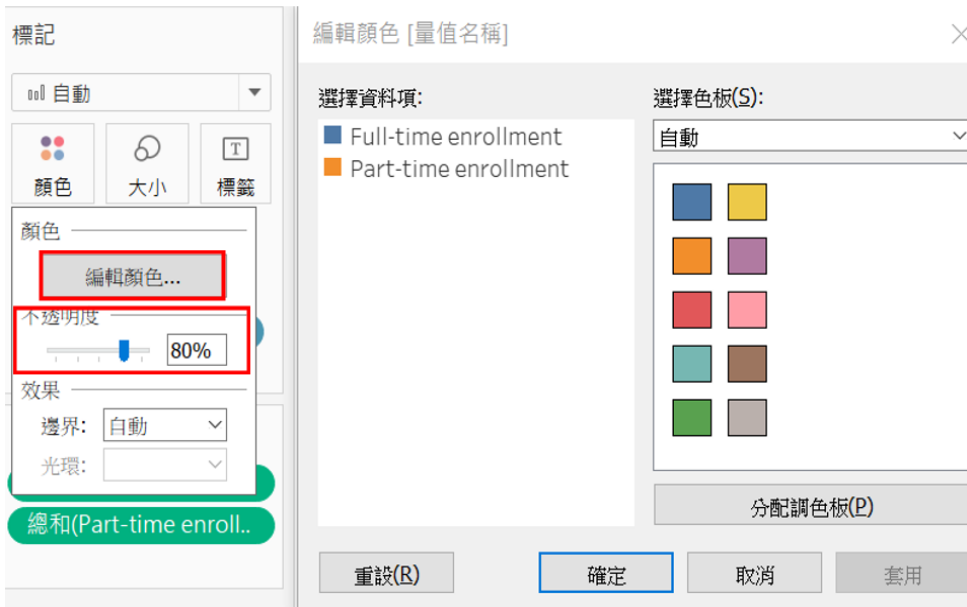 標記
自動
顏色
大小
標籤
顏色
編輯顏色...
不透明度
80%
效果
邊界: 自動
光環:
總和(Part-time enroll..
編輯顏色 [量值名稱]
選擇資料項:
Full-time enrollment
Part-time enrollment
選擇色板(S):
自動
分配調色板(P)
重設(R)
確定
取消
套用